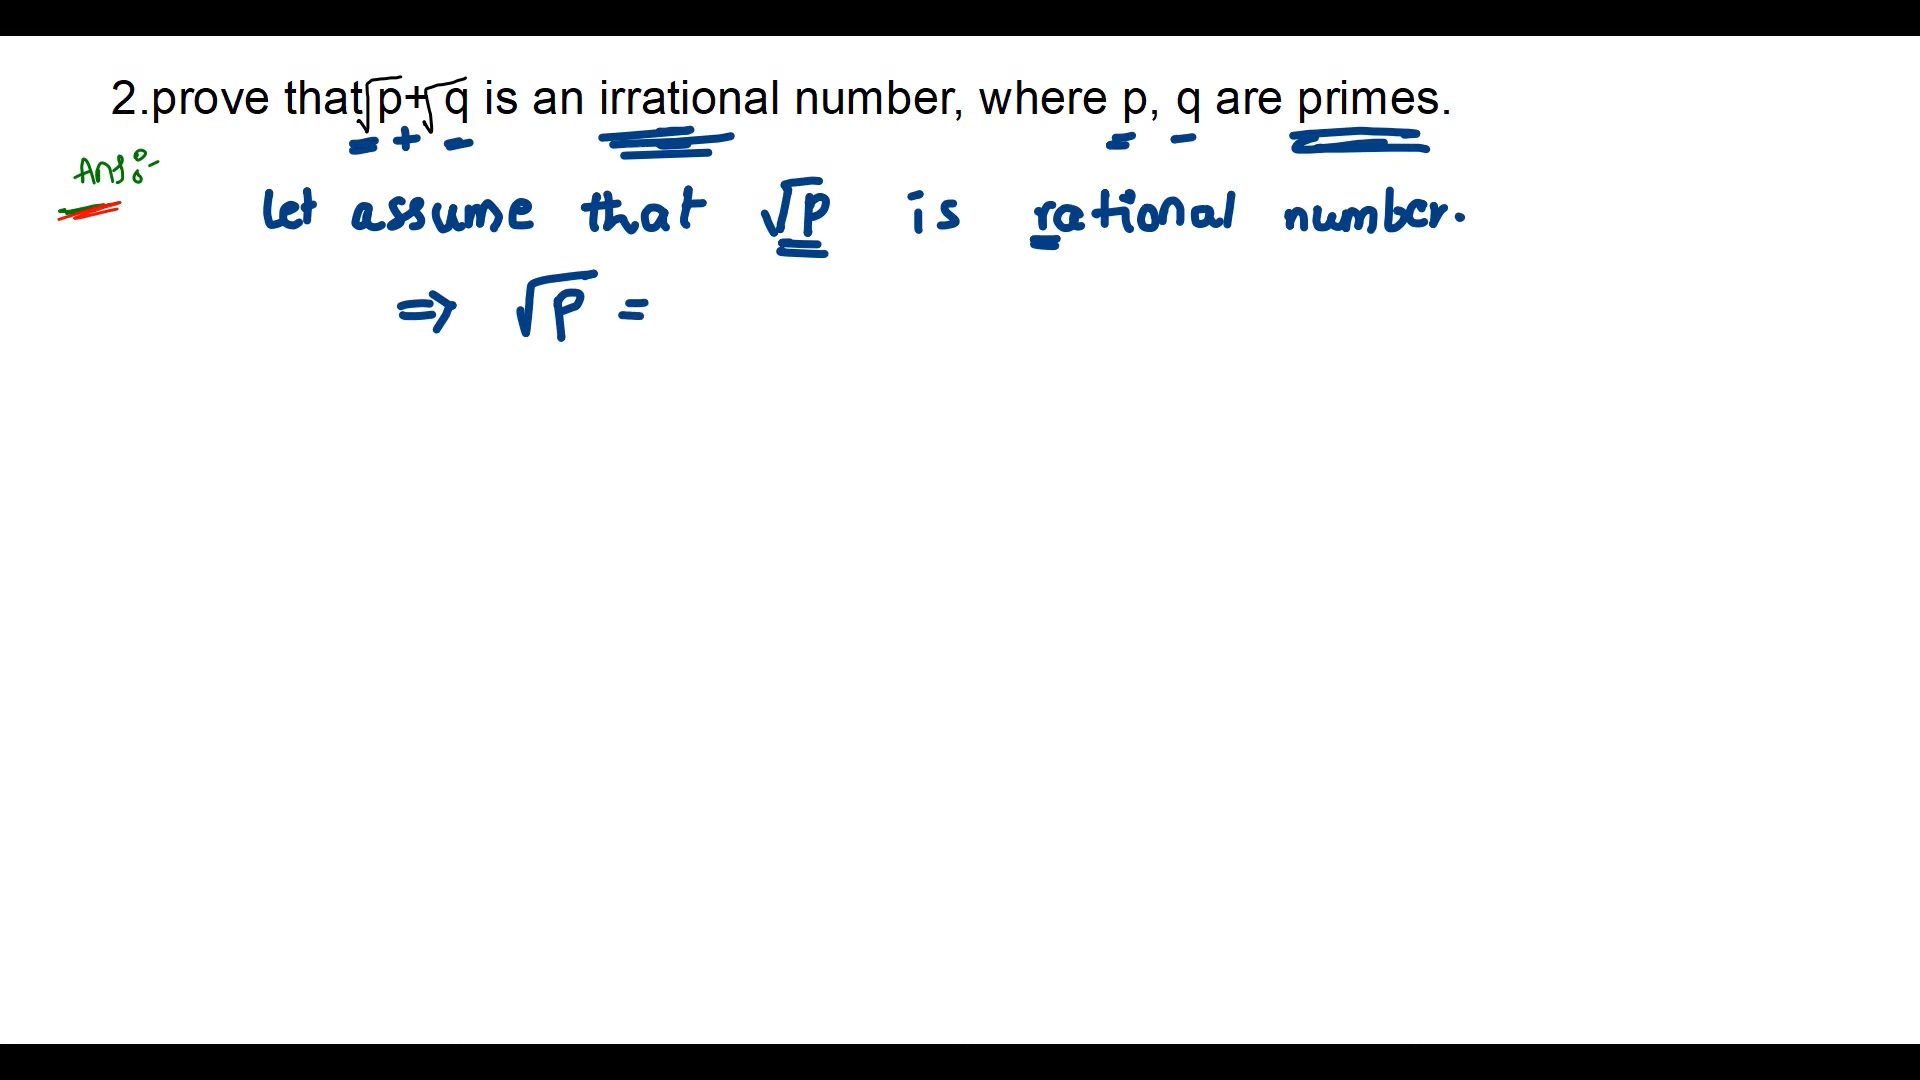 2.prove that √p+√q is an irrational number, where p, q are primes.
Ans:-
Let assume that √p is rational number.
⇒ √p =